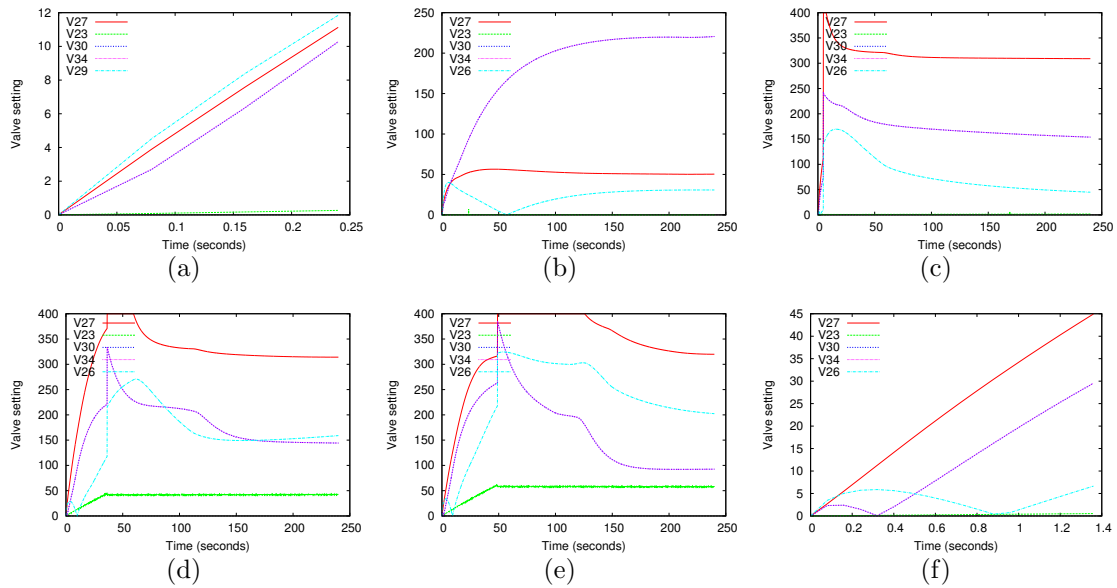 12
10
8
6
4
2
0
0
0.05
0.1
0.15
0.2
0.25
Valve setting
Time (seconds)
V27
V23
V30
V34
V29
(a)
250
200
150
100
50
0
0
50
100
150
200
250
Valve setting
Time (seconds)
V27
V23
V30
V34
V26
(b)
400
350
300
250
200
150
100
50
0
0
50
100
150
200
250
Valve setting
Time (seconds)
V27
V23
V30
V34
V26
(c)
400
350
300
250
200
150
100
50
0
0
50
100
150
200
250
Valve setting
Time (seconds)
V27
V23
V30
V34
V26
(d)
400
350
300
250
200
150
100
50
0
0
50
100
150
200
250
Valve setting
Time (seconds)
V27
V23
V30
V34
V26
(e)
45
40
35
30
25
20
15
10
5
0
0
0.2
0.4
0.6
0.8
1
1.2
1.4
Valve setting
Time (seconds)
V27
V23
V30
V34
V26
(f)